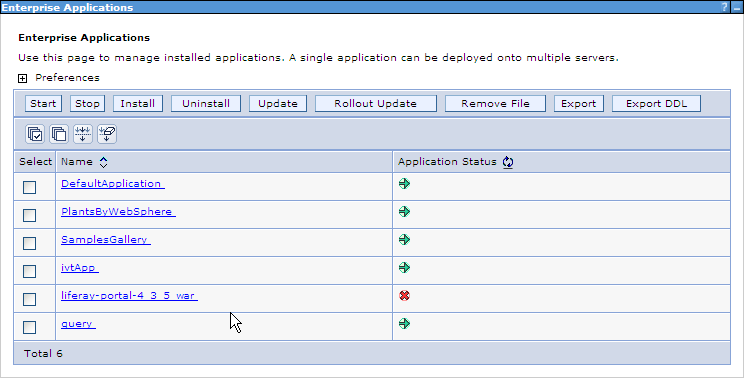 Enterprise Applications ? _
Enterprise Applications
Use this page to manage installed applications. A single application can be deployed onto multiple servers.
Preferences
Start Stop Install Uninstall Update Rollout Update Remove File Export Export DDL
Select Name Application Status
DefaultApplication
PlantsByWebSphere
SamplesGallery
ivtApp
liferay-portal-4_3_5_war
query
Total 6